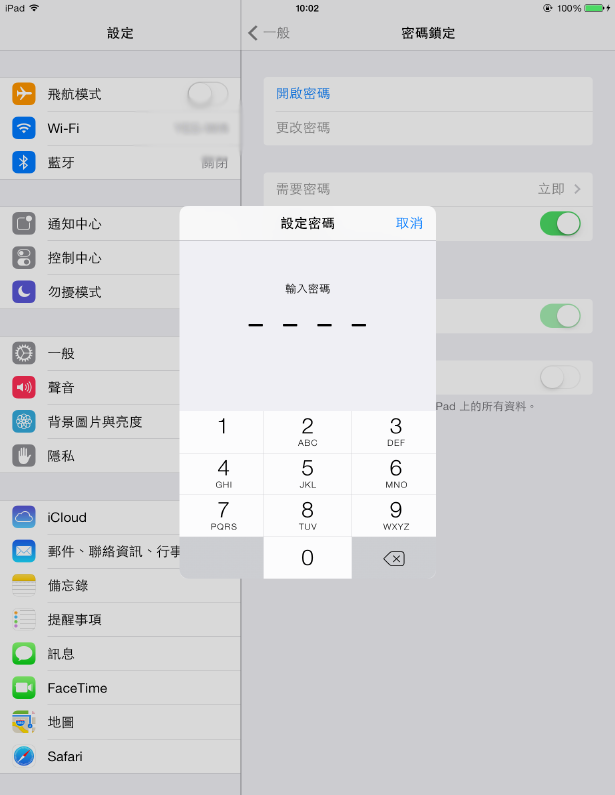 iPad
10:02
100%
設定
一般
密碼鎖定
飛航模式
Wi-Fi
藍牙
關閉
通知中心
控制中心
勿擾模式
一般
聲音
背景圖片與亮度
隱私
iCloud
郵件、聯絡資訊、行事
備忘錄
提醒事項
訊息
FaceTime
地圖
Safari
開啟密碼
更改密碼
需要密碼
立即
Pad 上的所有資料。
設定密碼
取消
輸入密碼
1
2
3
ABC
DEF
4
5
6
GHI
JKL
MNO
7
8
9
PQRS
TUV
WXYZ
0